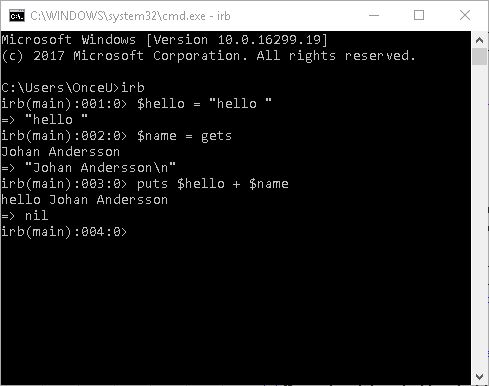 C:\WINDOWS\system32\cmd.exe - irb
Microsoft Windows [Version 10.0.16299.19]
(c) 2017 Microsoft Corporation. All rights reserved.
C:\Users\OnceU>irb
irb(main):001:0> $hello = "hello "
=> "hello "
irb(main):002:0> $name = gets
Johan Andersson
=> "Johan Andersson\n"
irb(main):003:0> puts $hello + $name
hello Johan Andersson
=> nil
irb(main):004:0>